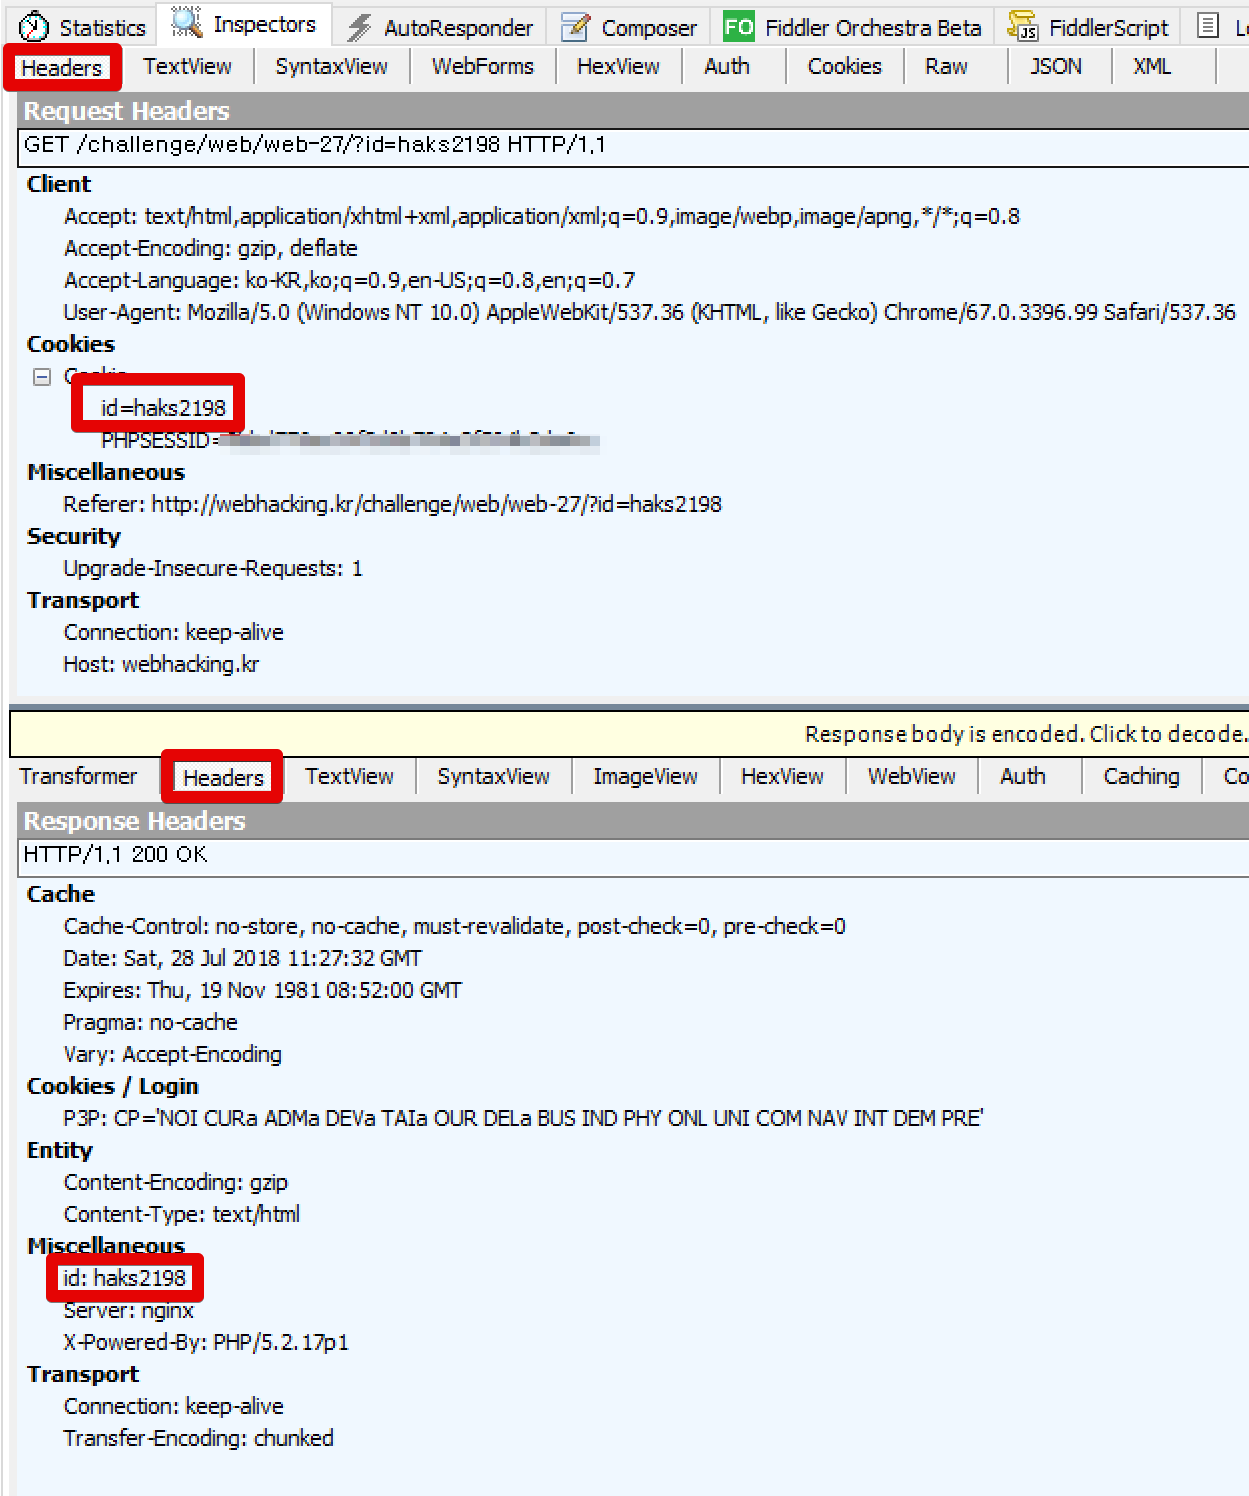 Statistics Inspectors AutoResponder Composer FO Fiddler Orchestra Beta JS FiddlerScript
Headers TextView SyntaxView WebForms HexView Auth Cookies Raw JSON XML
Request Headers
GET /challenge/web/web-27/?id=haks2198 HTTP/1,1
Client
Accept: text/html,application/xhtml+xml,application/xml;q=0.9,image/webp,image/apng,*/*;q=0.8
Accept-Encoding: gzip, deflate
Accept-Language: ko-KR,ko;q=0.9,en-US;q=0.8,en;q=0.7
User-Agent: Mozilla/5.0 (Windows NT 10.0) AppleWebKit/537.36 (KHTML, like Gecko) Chrome/67.0.3396.99 Safari/537.36
Cookies
Cookie
id=haks2198
PHPSESSID=
Miscellaneous
Referer: http://webhacking.kr/challenge/web/web-27/?id=haks2198
Security
Upgrade-Insecure-Requests: 1
Transport
Connection: keep-alive
Host: webhacking.kr
Response body is encoded. Click to decode.
Transformer Headers TextView SyntaxView ImageView HexView WebView Auth Caching Co
Response Headers
HTTP/1,1 200 OK
Cache
Cache-Control: no-store, no-cache, must-revalidate, post-check=0, pre-check=0
Date: Sat, 28 Jul 2018 11:27:32 GMT
Expires: Thu, 19 Nov 1981 08:52:00 GMT
Pragma: no-cache
Vary: Accept-Encoding
Cookies / Login
P3P: CP='NOI CURa ADMa DEVa TAIa OUR DELa BUS IND PHY ONL UNI COM NAV INT DEM PRE'
Entity
Content-Encoding: gzip
Content-Type: text/html
Miscellaneous
id: haks2198
Server: nginx
X-Powered-By: PHP/5.2.17p1
Transport
Connection: keep-alive
Transfer-Encoding: chunked